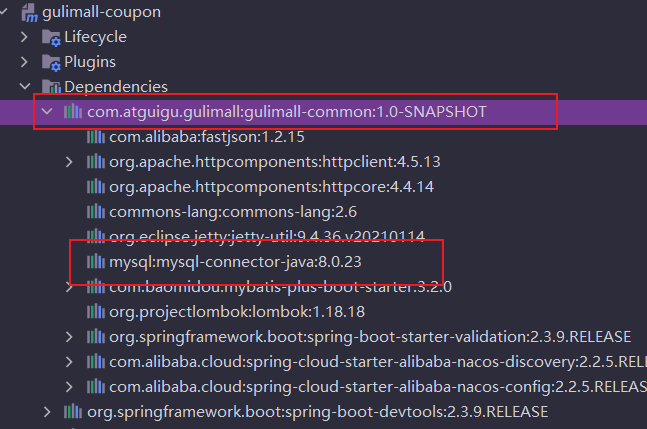 gulimall-coupon
Lifecycle
Plugins
Dependencies
com.atguigu.gulimall:gulimall-common:1.0-SNAPSHOT
com.alibaba:fastjson:1.2.15
org.apache.httpcomponents:httpclient:4.5.13
org.apache.httpcomponents:httpcore:4.4.14
commons-lang:commons-lang:2.6
org.eclipse.jetty:jetty-util:9.4.36.v20210114
mysql:mysql-connector-java:8.0.23
com.baomidou:mybatis-plus-boot-starter:3.2.0
org.projectlombok:lombok:1.18.18
org.springframework.boot:spring-boot-starter-validation:2.3.9.RELEASE
com.alibaba.cloud:spring-cloud-starter-alibaba-nacos-discovery:2.2.5.RELEAS
com.alibaba.cloud:spring-cloud-starter-alibaba-nacos-config:2.2.5.RELEASE
org.springframework.boot:spring-boot-devtools:2.3.9.RELEASE